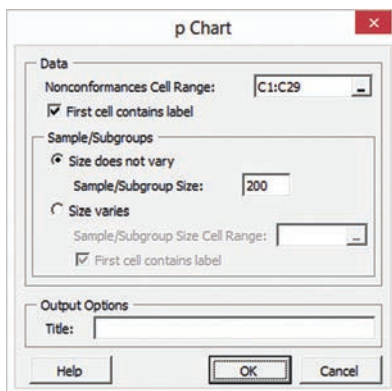 p Chart
Data
Nonconformances Cell Range: C1:C29
First cell contains label
Sample/Subgroups
Size does not vary
Sample/Subgroup Size: 200
Size varies
Sample/Subgroup Size Cell Range:
First cell contains label
Output Options
Title:
Help OK Cancel